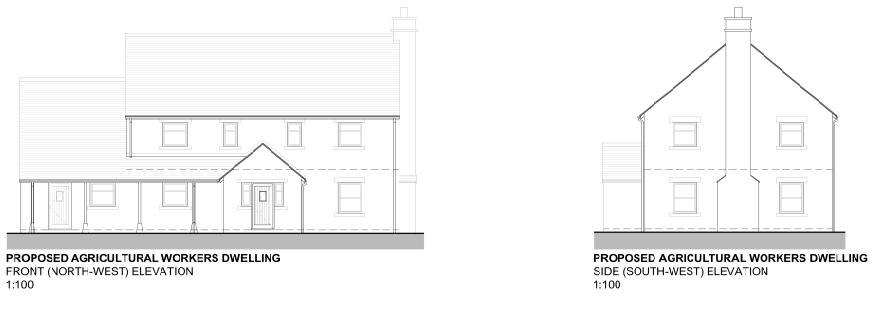 PROPOSED AGRICULTURAL WORKERS DWELLING
FRONT (NORTH-WEST) ELEVATION
1:100
PROPOSED AGRICULTURAL WORKERS DWELLING
SIDE (SOUTH-WEST) ELEVATION
1:100